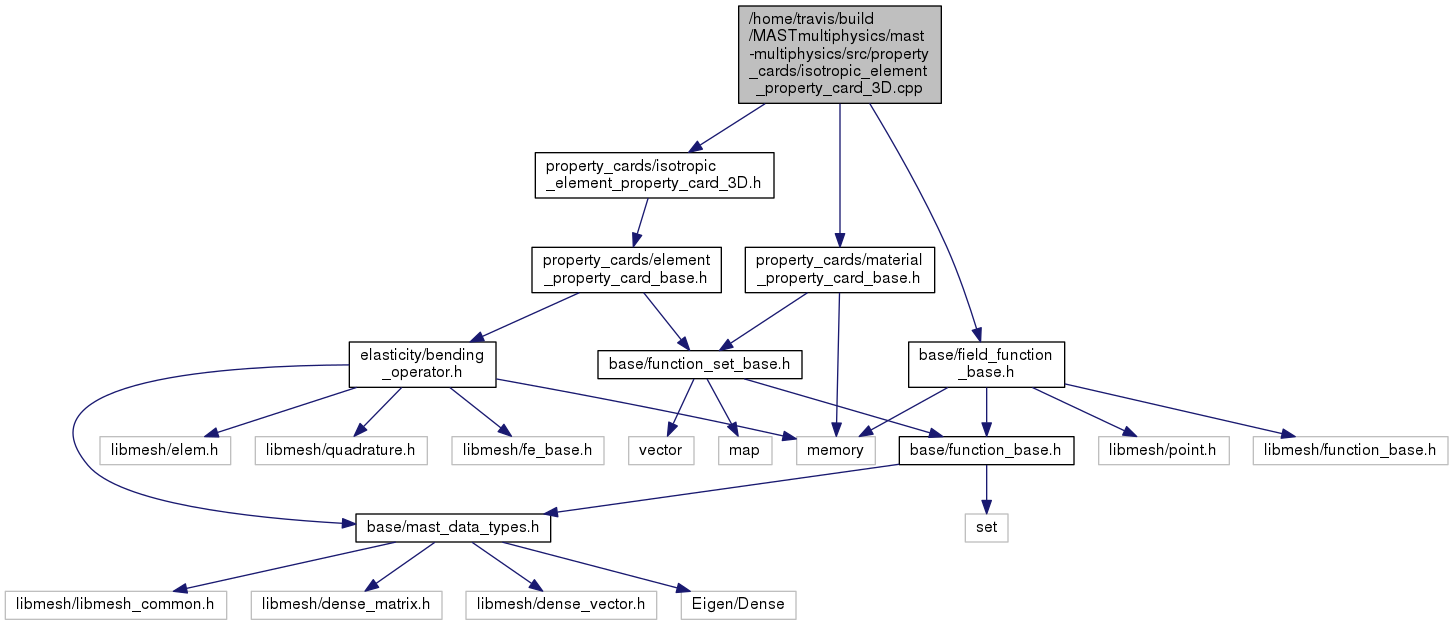 /home/travis/build
/MASTmultiphysics/mast
-multiphysics/src/property
_cards/isotropic_element
_property_card_3D.cpp
property_cards/isotropic
_element_property_card_3D.h
property_cards/element
_property_card_base.h
property_cards/material
_property_card_base.h
elasticity/bending
_operator.h
base/function_set_base.h
base/field_function
_base.h
libmesh/elem.h
libmesh/quadrature.h
libmesh/fe_base.h
vector
map
memory
base/function_base.h
libmesh/point.h
libmesh/function_base.h
base/mast_data_types.h
set
libmesh/libmesh_common.h
libmesh/dense_matrix.h
libmesh/dense_vector.h
Eigen/Dense